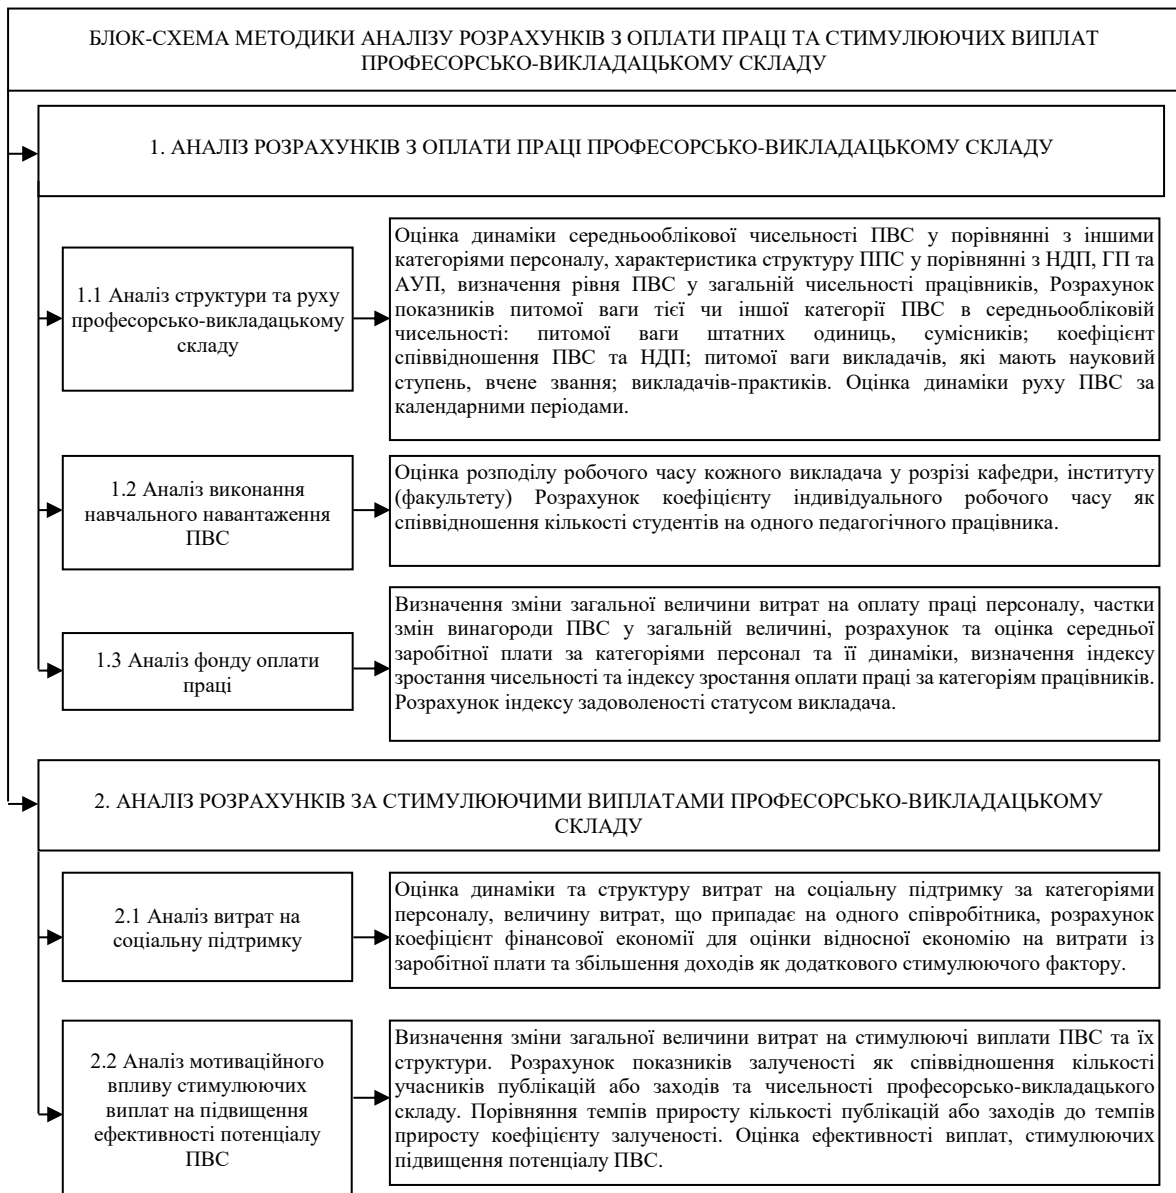 БЛОК-СХЕМА МЕТОДИКИ АНАЛІЗУ РОЗРАХУНКІВ З ОПЛАТИ ПРАЦІ ТА СТИМУЛЮЮЧИХ ВИПЛАТ
ПРОФЕСОРСЬКО-ВИКЛАДАЦЬКОМУ СКЛАДУ
1. АНАЛІЗ РОЗРАХУНКІВ З ОПЛАТИ ПРАЦІ ПРОФЕСОРСЬКО-ВИКЛАДАЦЬКОМУ СКЛАДУ
1.1 Аналіз структури та руху
професорсько-викладацькому
складу
Оцінка динаміки середньооблікової чисельності ПВС у порівнянні з іншими
категоріями персоналу, характеристика структуру ППС у порівнянні з НДП, ГП та
АУП, визначення рівня ПВС у загальній чисельності працівників, Розрахунок
показників питомої ваги тієї чи іншої категорії ПВС в середньообліковій
чисельності: питомої ваги штатних одиниць, сумісників; коефіцієнт
співвідношення ПВС та НДП; питомої ваги викладачів, які мають науковий
ступень, вчене звання; викладачів-практиків. Оцінка динаміки руху ПВС за
календарними періодами.
1.2 Аналіз виконання
навчального навантаження
ПВС
Оцінка розподілу робочого часу кожного викладача у розрізі кафедри, інституту
(факультету) Розрахунок коефіцієнту індивідуального робочого часу як
співвідношення кількості студентів на одного педагогічного працівника.
1.3 Аналіз фонду оплати
праці
Визначення зміни загальної величини витрат на оплату праці персоналу, частки
змін винагороди ПВС у загальній величині, розрахунок та оцінка середньої
заробітної плати за категоріями персонал та її динаміки, визначення індексу
зростання чисельності та індексу зростання оплати праці за категоріям працівників.
Розрахунок індексу задоволеності статусом викладача.
2. АНАЛІЗ РОЗРАХУНКІВ ЗА СТИМУЛЮЮЧИМИ ВИПЛАТАМИ ПРОФЕСОРСЬКО-ВИКЛАДАЦЬКОМУ
СКЛАДУ
2.1 Аналіз витрат на
соціальну підтримку
Оцінка динаміки та структуру витрат на соціальну підтримку за категоріями
персоналу, величину витрат, що припадає на одного співробітника, розрахунок
коефіцієнт фінансової економії для оцінки відносної економію на витрати із
заробітної плати та збільшення доходів як додаткового стимулюючого фактору.
2.2 Аналіз мотиваційного
впливу стимулюючих
виплат на підвищення
ефективності потенціалу
ПВС
Визначення зміни загальної величини витрат на стимулюючі виплати ПВС та їх
структури. Розрахунок показників залученості як співвідношення кількості
учасників публікацій або заходів та чисельності професорсько-викладацького
складу. Порівняння темпів приросту кількості публікацій або заходів до темпів
приросту коефіцієнту залученості. Оцінка ефективності виплат, стимулюючих
підвищення потенціалу ПВС.